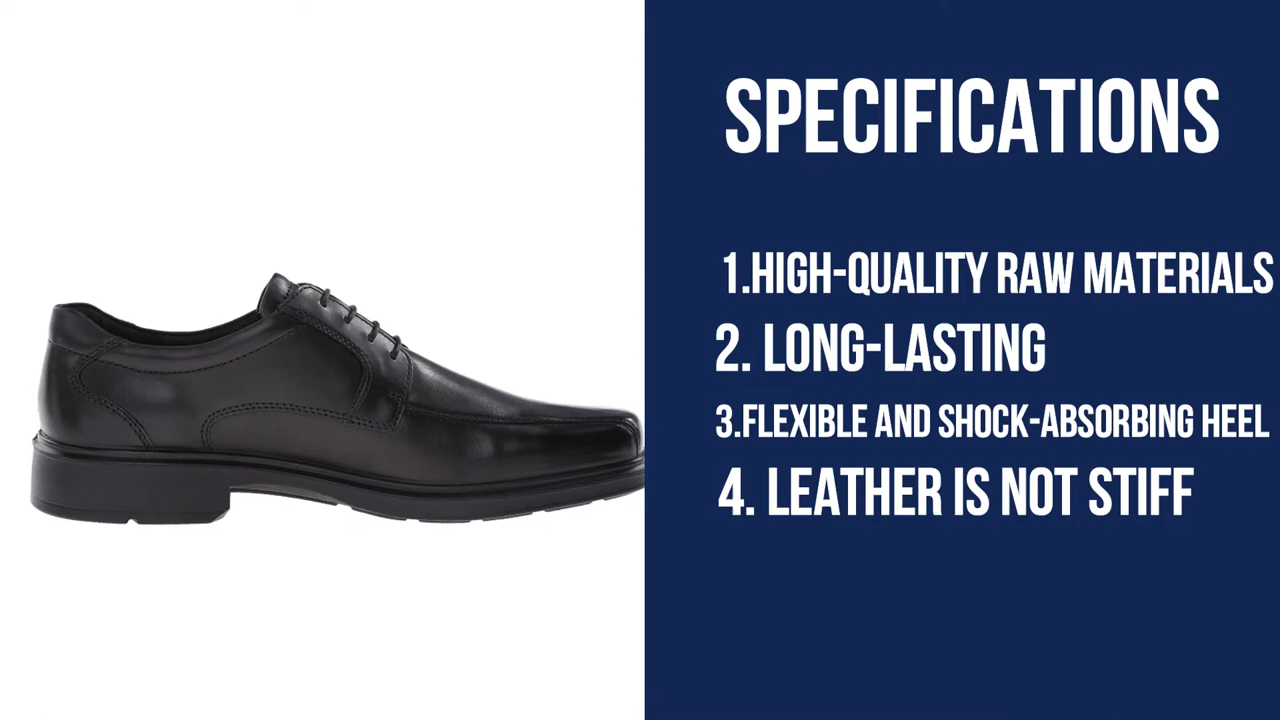 SPECIFICATIONS
1.HIGH-QUALITY RAW MATERIALS
2. LONG-LASTING
3.FLEXIBLE AND SHOCK-ABSORBING HEEL
4. LEATHER IS NOT STIFF